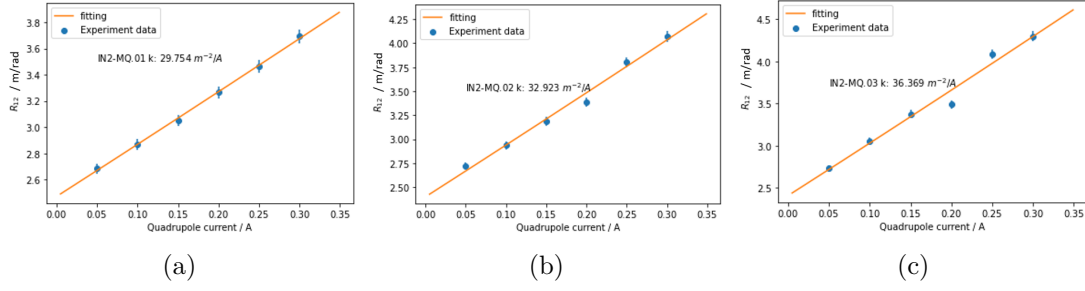 3.8
3.6
3.4
3.2
3.0
2.8
2.6
R12 / m/rad
fitting
Experiment data
IN2-MQ.01 k: 29.754 m⁻²/A
0.00 0.05 0.10 0.15 0.20 0.25 0.30 0.35
Quadrupole current / A
(a)
4.25
4.00
3.75
3.50
3.25
3.00
2.75
2.50
R12 / m/rad
fitting
Experiment data
IN2-MQ.02 k: 32.923 m⁻²/A
0.00 0.05 0.10 0.15 0.20 0.25 0.30 0.35
Quadrupole current / A
(b)
4.5
4.0
3.5
3.0
2.5
R12 / m/rad
fitting
Experiment data
IN2-MQ.03 k: 36.369 m⁻²/A
0.00 0.05 0.10 0.15 0.20 0.25 0.30 0.35
Quadrupole current / A
(c)